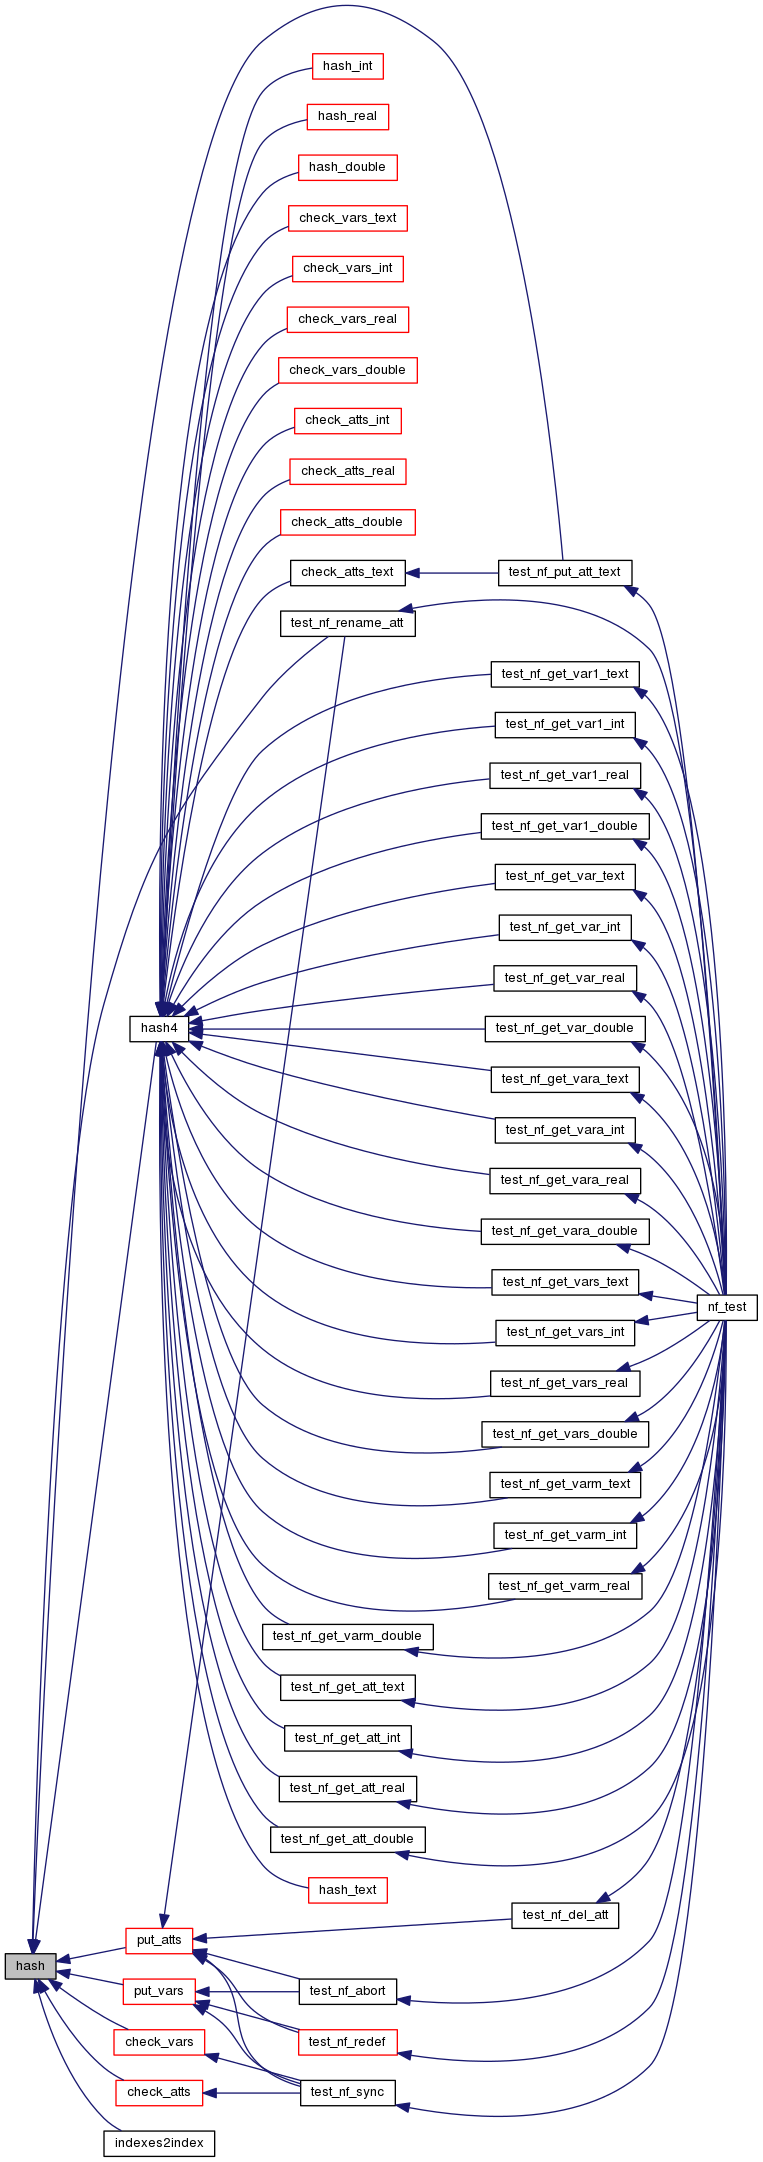 hash_int
hash_real
hash_double
check_vars_text
check_vars_int
check_vars_real
check_vars_double
check_atts_int
check_atts_real
check_atts_double
check_atts_text
test_nf_put_att_text
test_nf_rename_att
test_nf_get_var1_text
test_nf_get_var1_int
test_nf_get_var1_real
test_nf_get_var1_double
test_nf_get_var_text
test_nf_get_var_int
test_nf_get_var_real
hash4
test_nf_get_var_double
test_nf_get_vara_text
test_nf_get_vara_int
test_nf_get_vara_real
test_nf_get_vara_double
test_nf_get_vars_text
nf_test
test_nf_get_vars_int
test_nf_get_vars_real
test_nf_get_vars_double
test_nf_get_varm_text
test_nf_get_varm_int
test_nf_get_varm_real
test_nf_get_varm_double
test_nf_get_att_text
test_nf_get_att_int
test_nf_get_att_real
test_nf_get_att_double
hash_text
test_nf_del_att
put_atts
hash
put_vars
test_nf_abort
check_vars
test_nf_redef
check_atts
test_nf_sync
indexes2index